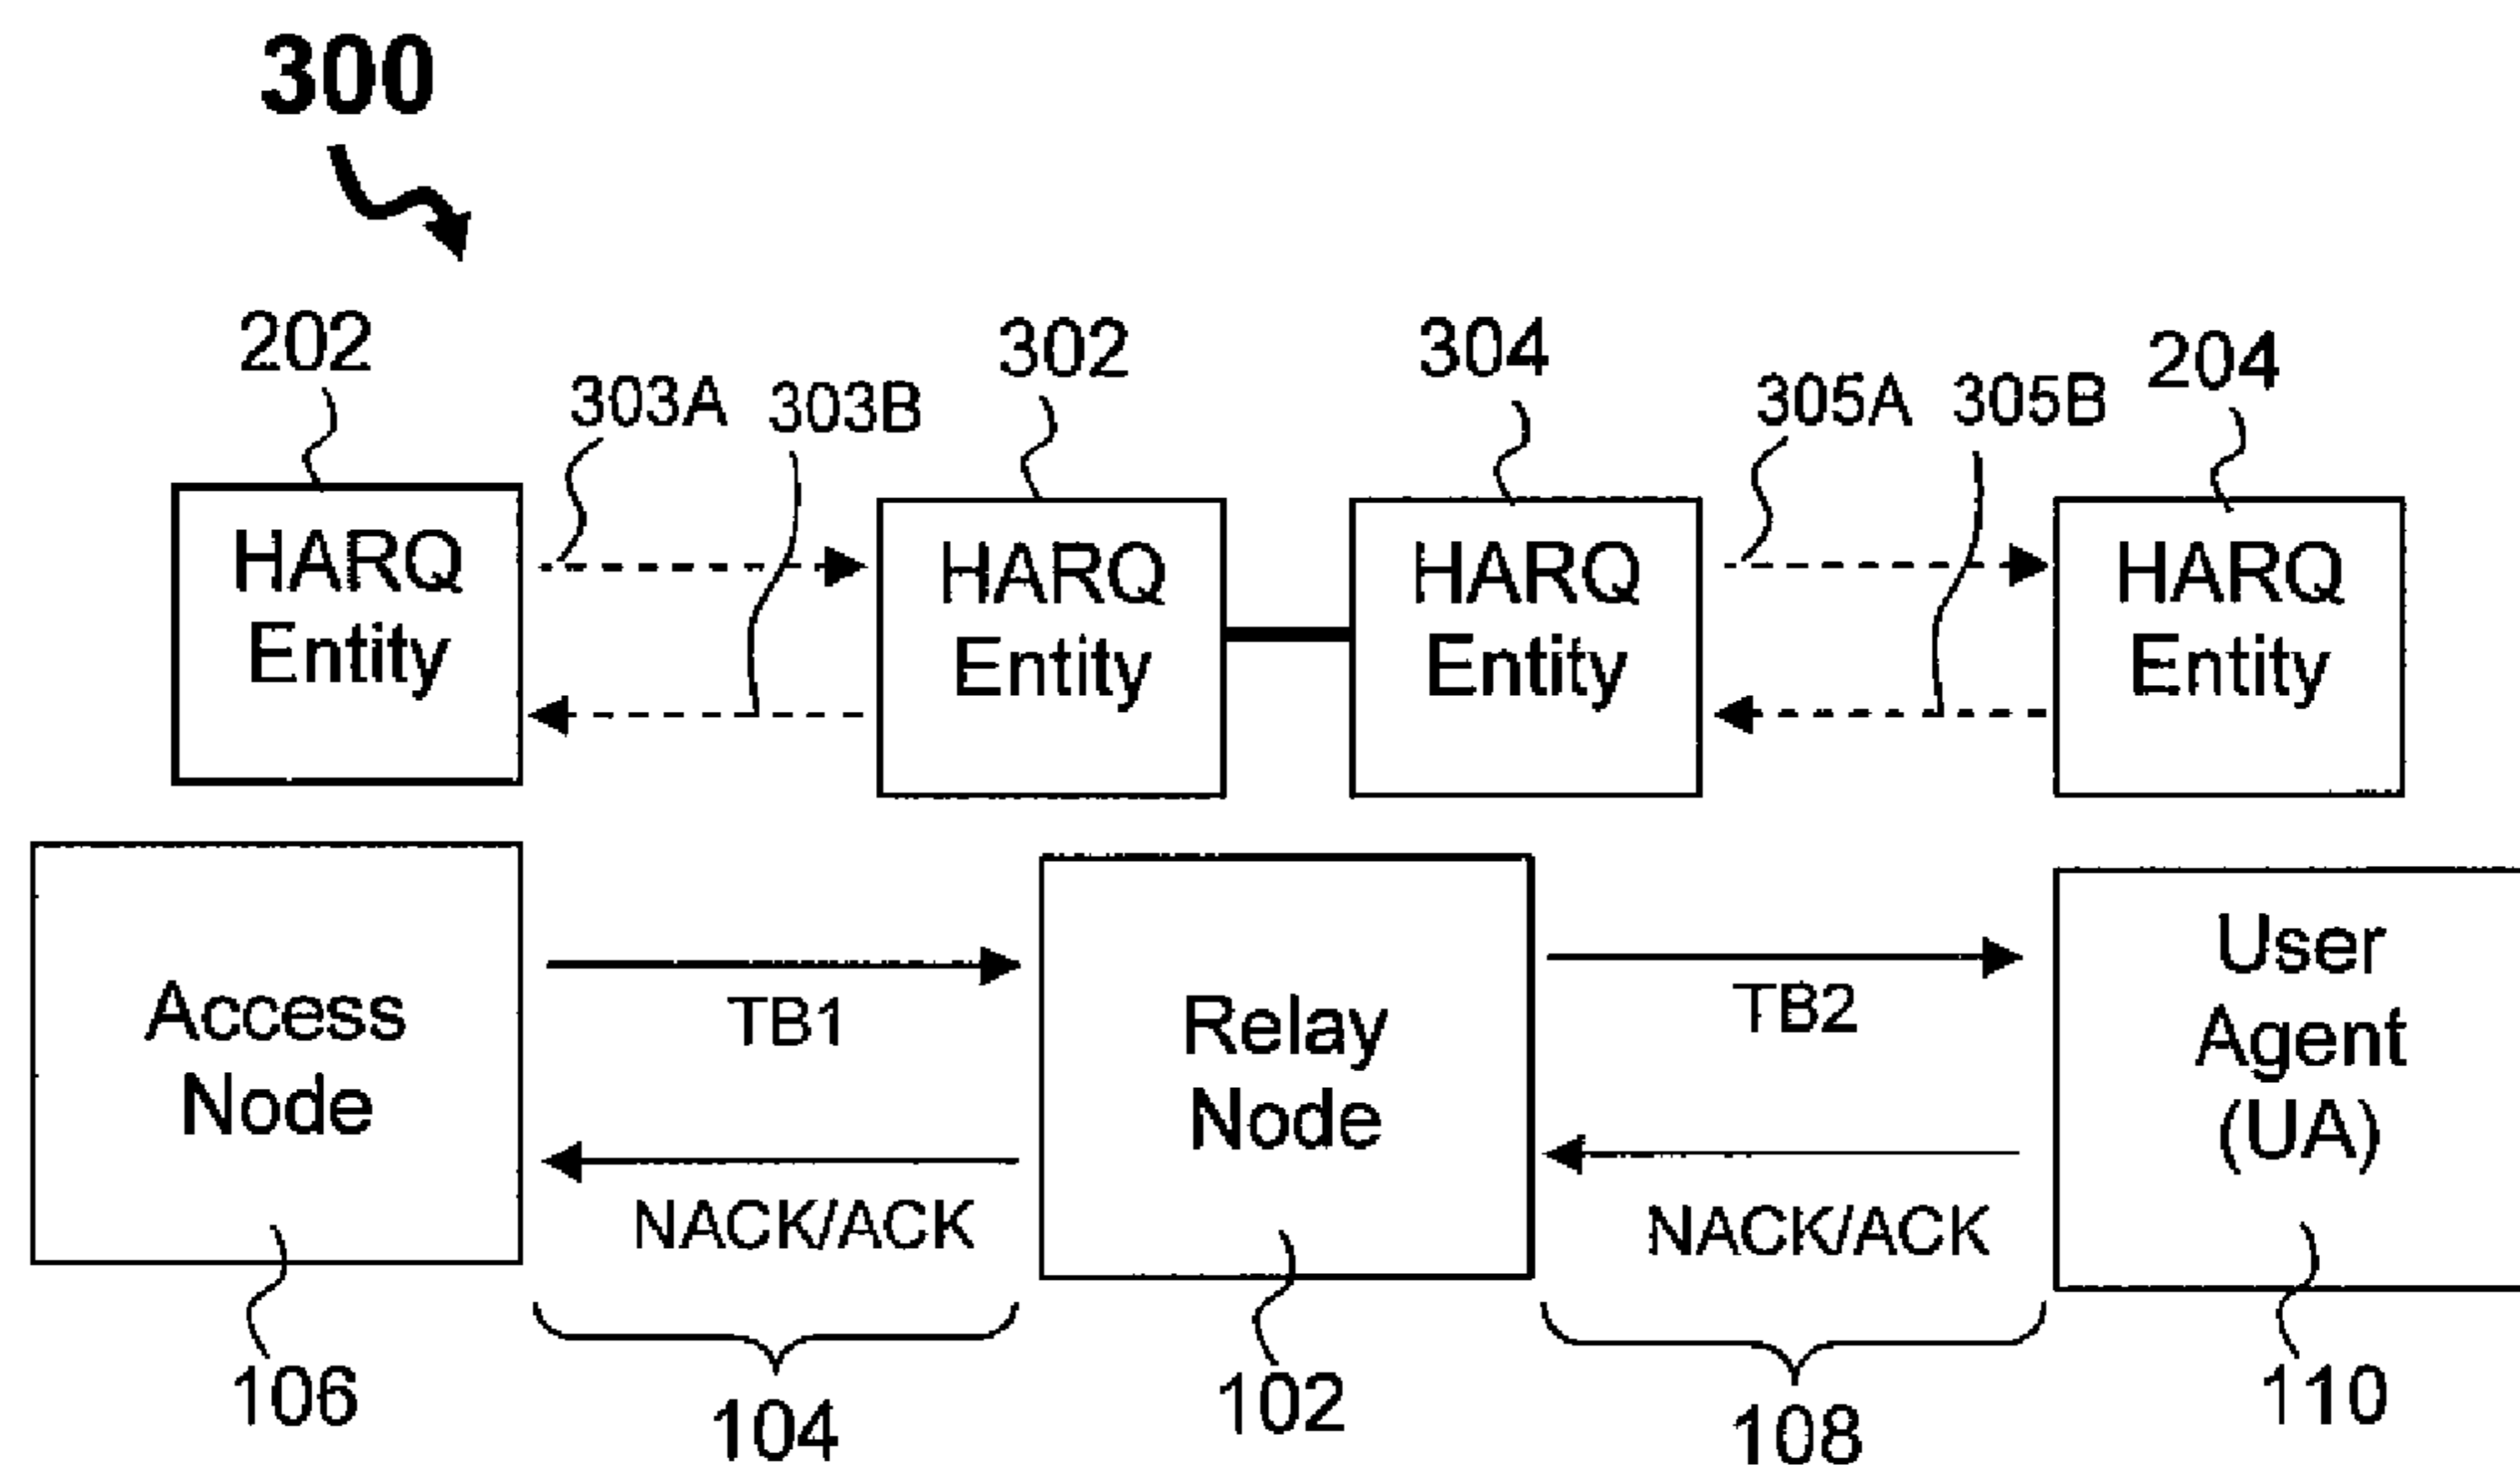 300
202
303A
303B
302
304
305A
305B
204
HARQ
Entity
HARQ
Entity
HARQ
Entity
HARQ
Entity
Access
Node
TB1
NACK/ACK
Relay
Node
TB2
NACK/ACK
User
Agent
(UA)
106
104
102
108
110